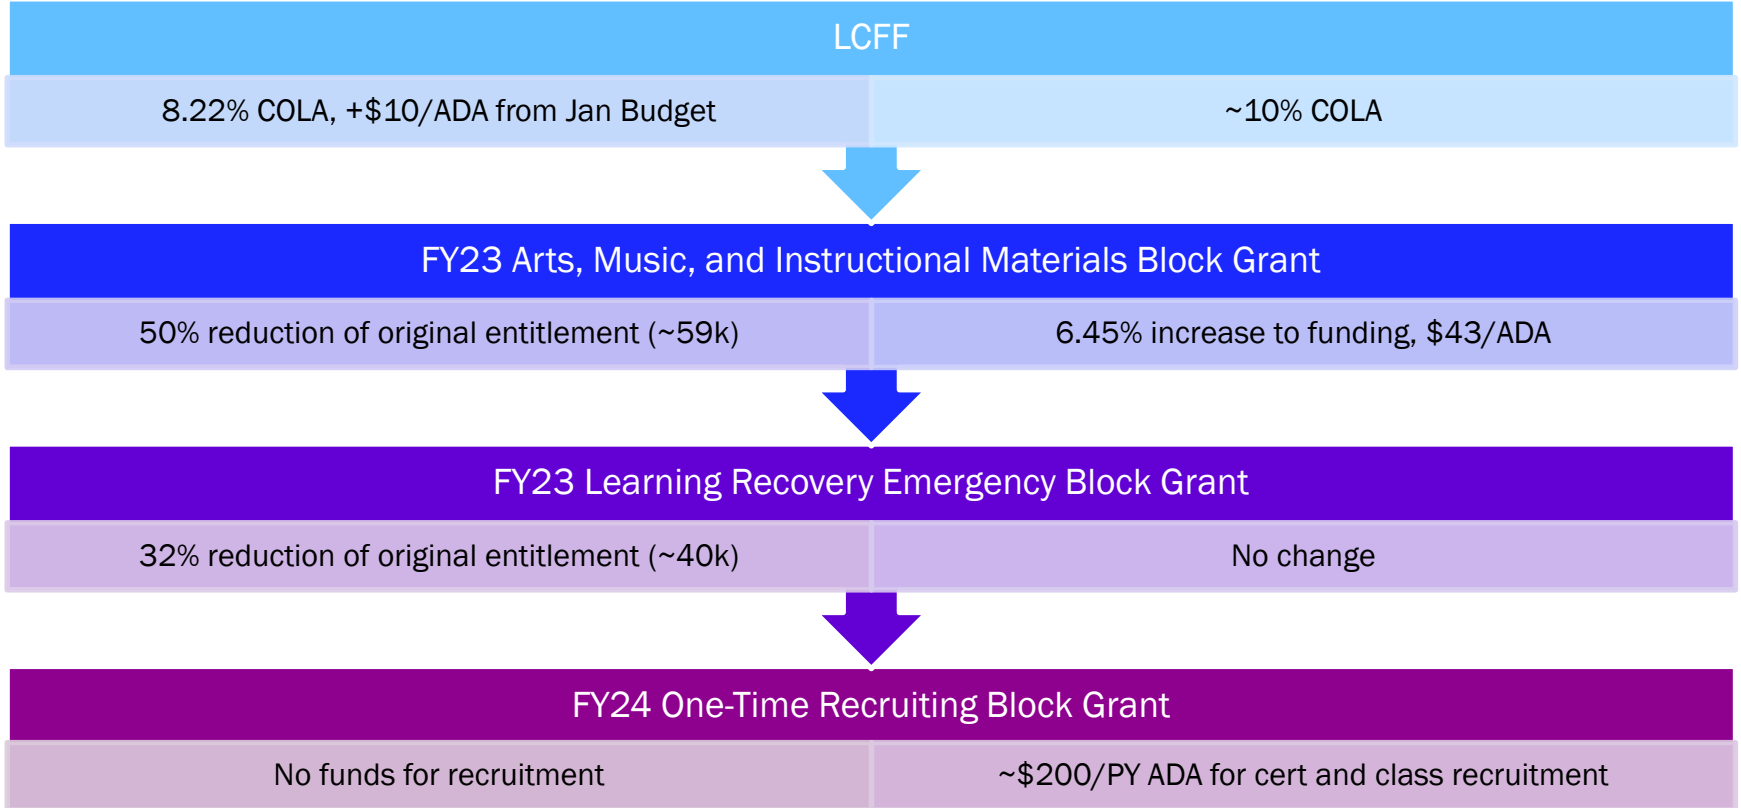 LCFF
8.22% COLA, +$10/ADA from Jan Budget
~10% COLA
FY23 Arts, Music, and Instructional Materials Block Grant
50% reduction of original entitlement (~59k)
6.45% increase to funding, $43/ADA
FY23 Learning Recovery Emergency Block Grant
32% reduction of original entitlement (~40k)
No change
FY24 One-Time Recruiting Block Grant
No funds for recruitment
~$200/PY ADA for cert and class recruitment